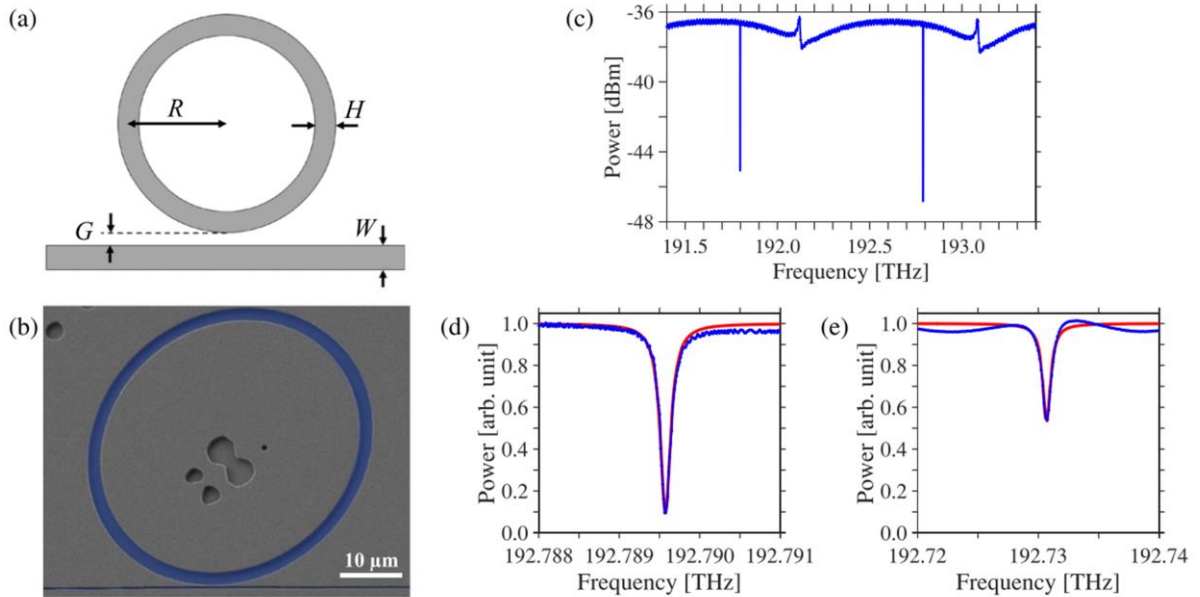 (a)
R
H
G
W
(b)
10 µm
(c)
Power [dBm]
-36
-40
-44
-48
191.5 192.0 192.5 193.0
Frequency [THz]
(d)
Power [arb. unit]
1.0
0.8
0.6
0.4
0.2
0.0
192.788 192.789 192.790 192.791
Frequency [THz]
(e)
Power [arb. unit]
1.0
0.8
0.6
0.4
0.2
0.0
192.72 192.73 192.74
Frequency [THz]